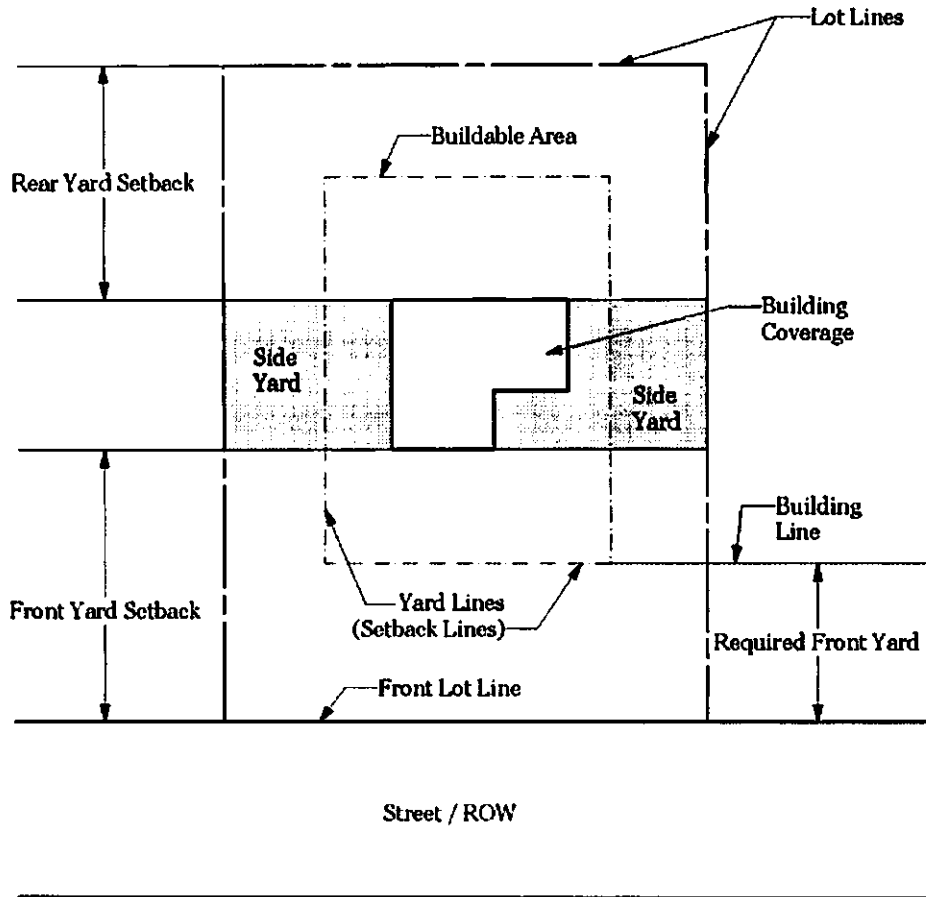 Lot Lines
Buildable Area
Rear Yard Setback
Building
Coverage
Side
Yard
Side
Yard
Building
Line
Front Yard Setback
Yard Lines
(Setback Lines)
Required Front Yard
Front Lot Line
Street / ROW